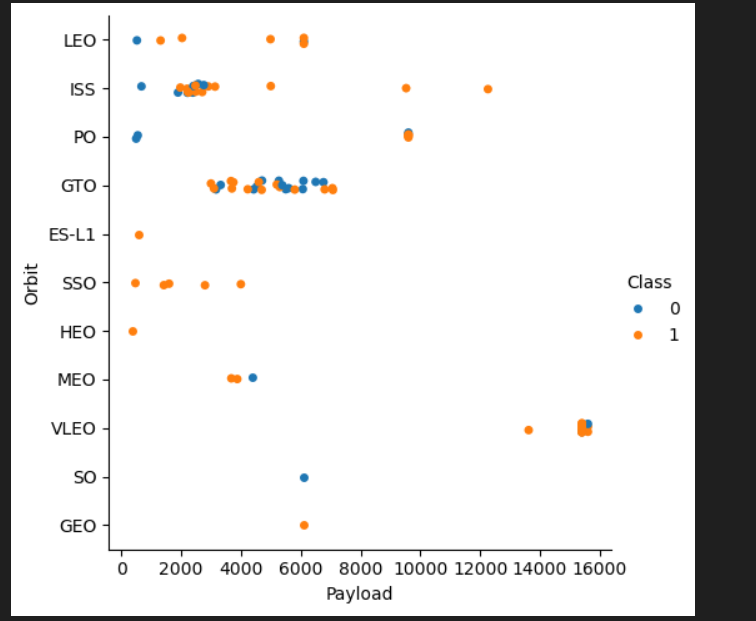 LEO
ISS
PO
GTO
ES-L1
SSO
HEO
MEO
VLEO
SO
GEO
Orbit
0 2000 4000 6000 8000 10000 12000 14000 16000
Payload
Class
0
1